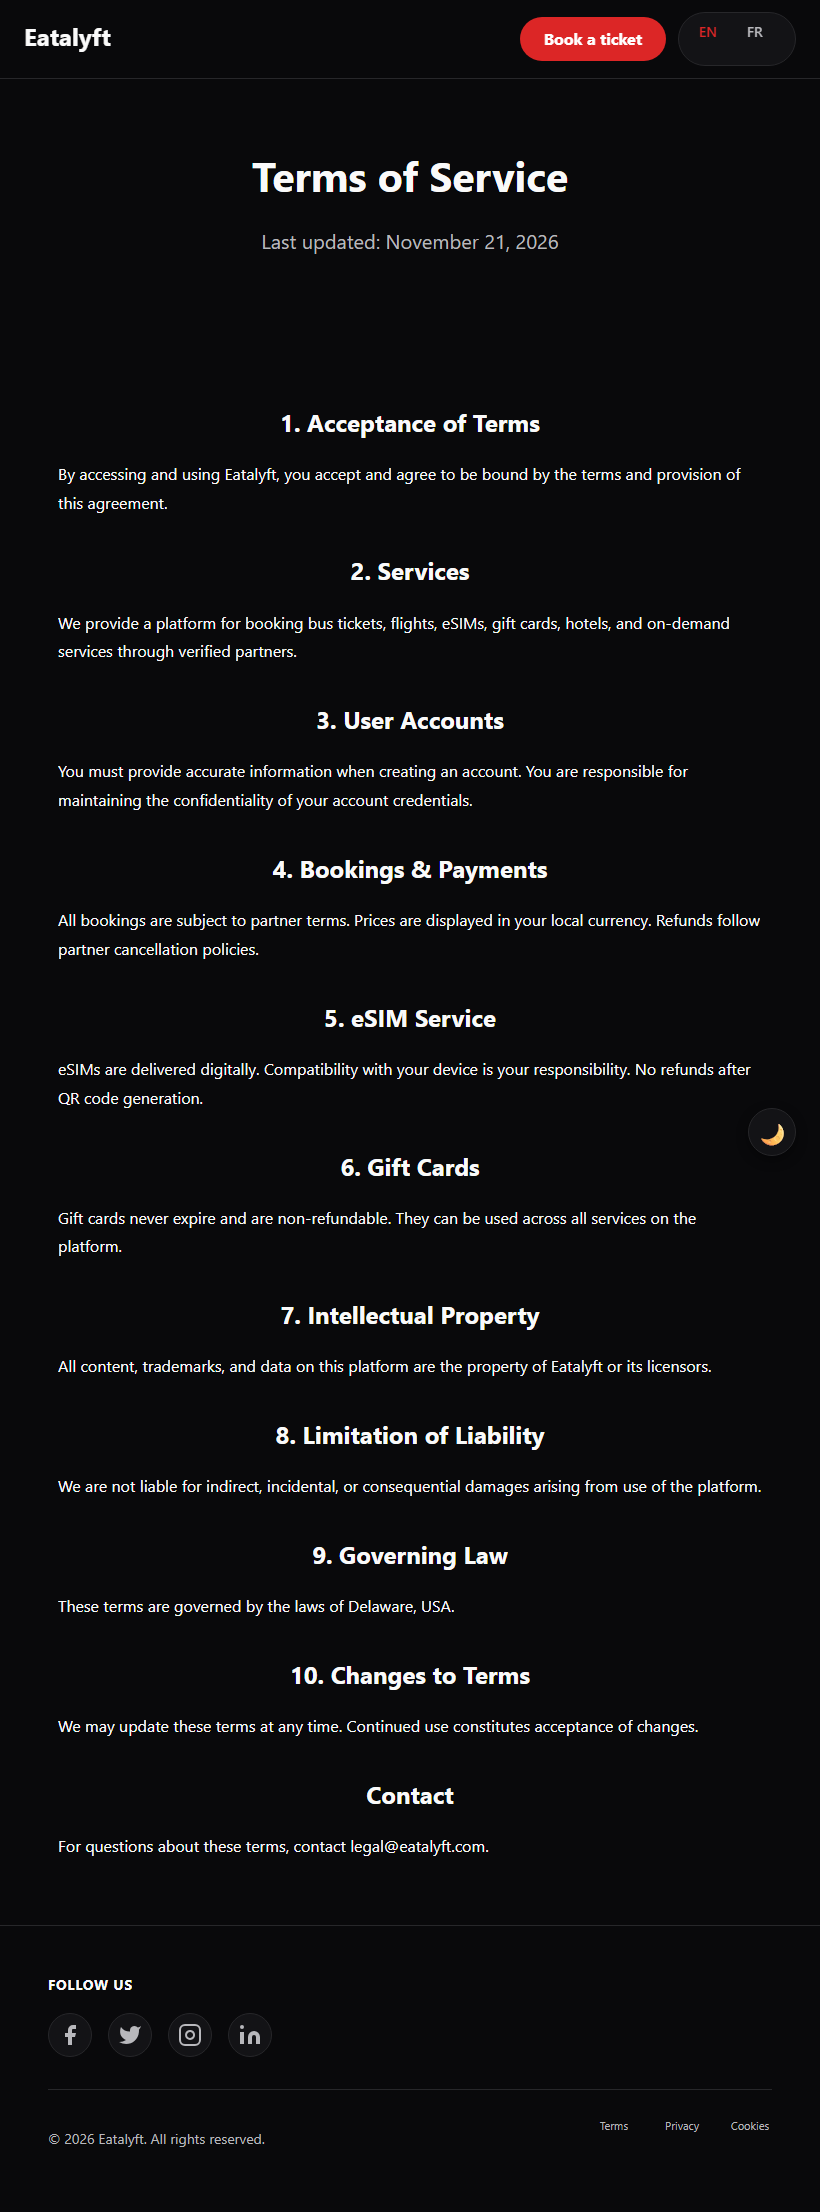 Eatalyft
Book a ticket
EN FR
Terms of Service
Last updated: November 21, 2026
1. Acceptance of Terms
By accessing and using Eatalyft, you accept and agree to be bound by the terms and provision of
this agreement.
2. Services
We provide a platform for booking bus tickets, flights, eSIMs, gift cards, hotels, and on-demand
services through verified partners.
3. User Accounts
You must provide accurate information when creating an account. You are responsible for
maintaining the confidentiality of your account credentials.
4. Bookings & Payments
All bookings are subject to partner terms. Prices are displayed in your local currency. Refunds follow
partner cancellation policies.
5. eSIM Service
eSIMs are delivered digitally. Compatibility with your device is your responsibility. No refunds after
QR code generation.
6. Gift Cards
Gift cards never expire and are non-refundable. They can be used across all services on the
platform.
7. Intellectual Property
All content, trademarks, and data on this platform are the property of Eatalyft or its licensors.
8. Limitation of Liability
We are not liable for indirect, incidental, or consequential damages arising from use of the platform.
9. Governing Law
These terms are governed by the laws of Delaware, USA.
10. Changes to Terms
We may update these terms at any time. Continued use constitutes acceptance of changes.
Contact
For questions about these terms, contact legal@eatalyft.com.
FOLLOW US
© 2026 Eatalyft. All rights reserved.
Terms Privacy Cookies